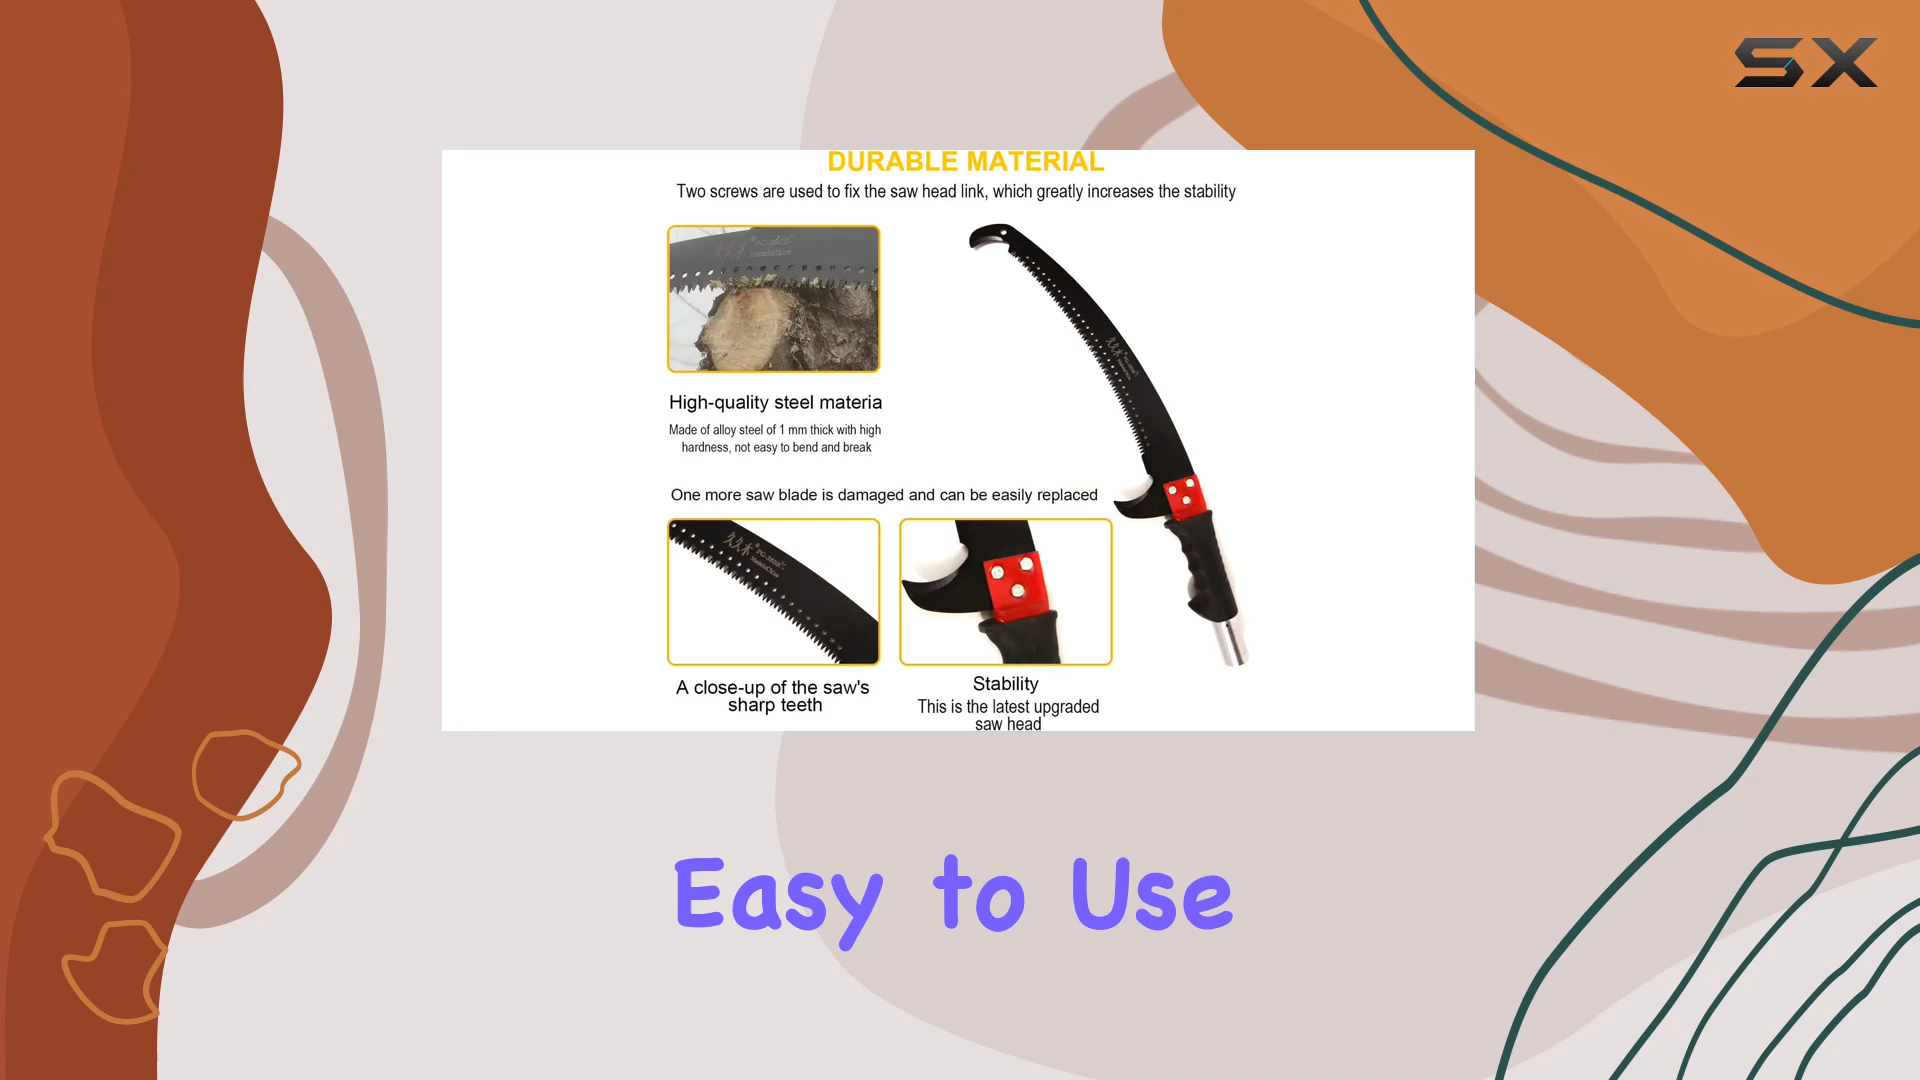 SX
DURABLE MATERIAL
Two screws are used to fix the saw head link, which greatly increases the stability
High-quality steel materia
Made of alloy steel of 1 mm thick with high
hardness, not easy to bend and break
One more saw blade is damaged and can be easily replaced
久久木
A close-up of the saw's
sharp teeth
Stability
This is the latest upgraded
saw head
Easy to Use